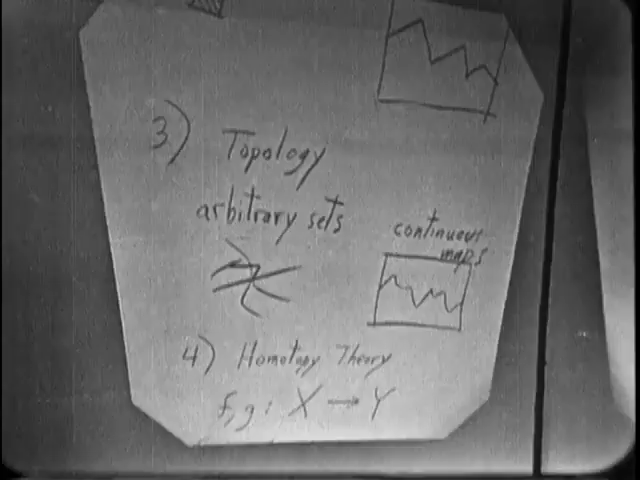 3) Topology
arbitrary sets
continuous
maps
4) Homotopy Theory
f, g : X → Y